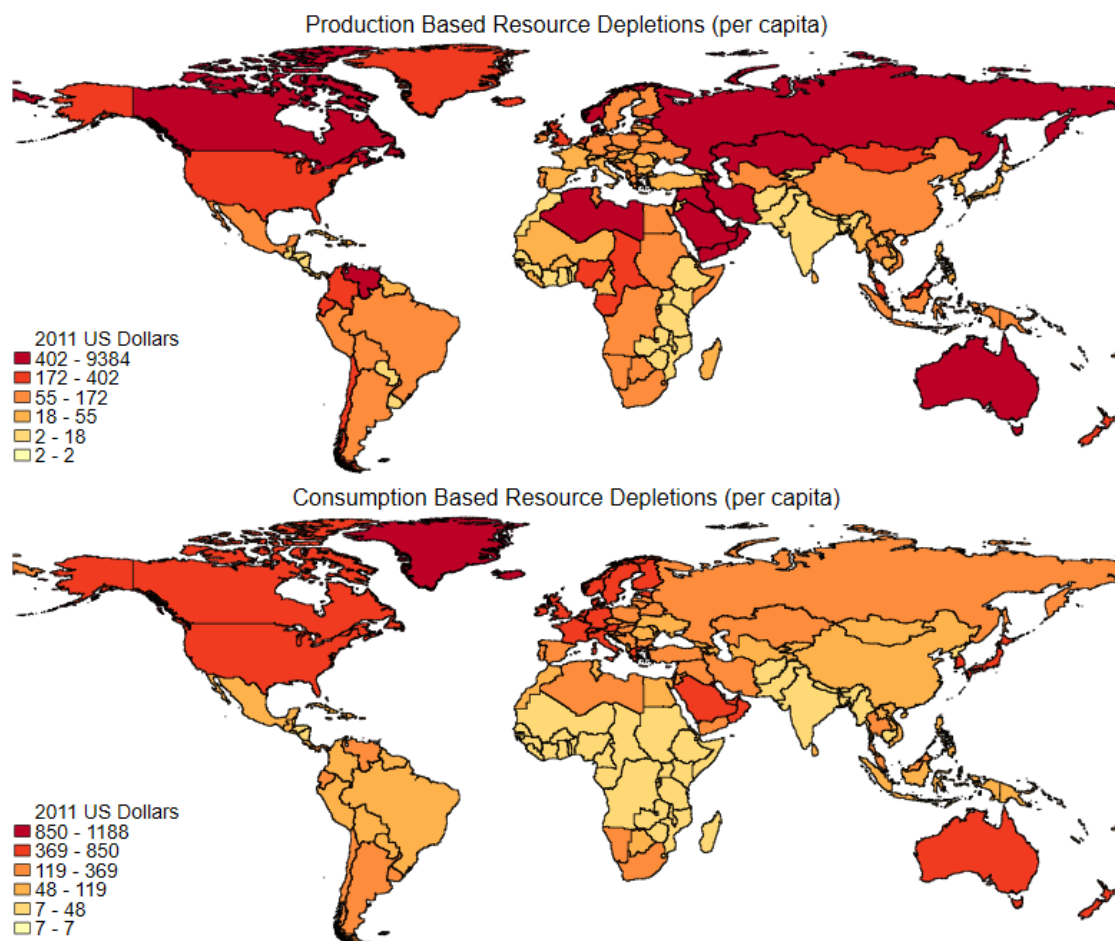 Production Based Resource Depletions (per capita)
2011 US Dollars
402 - 9384
172 - 402
55 - 172
18 - 55
2 - 18
2 - 2
Consumption Based Resource Depletions (per capita)
2011 US Dollars
850 - 1188
369 - 850
119 - 369
48 - 119
7 - 48
7 - 7